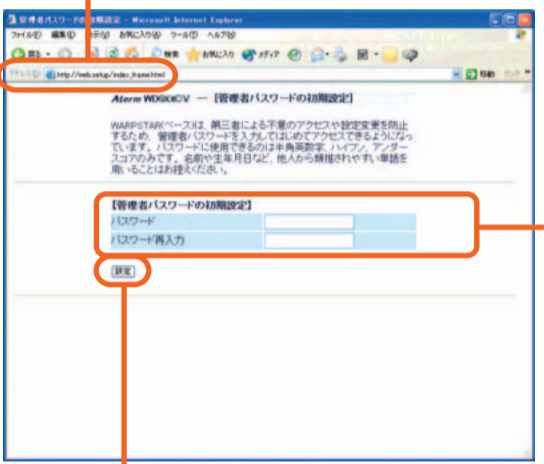 管理者パスワードの初期設定 - Microsoft Internet Explorer
ファイル(F) 編集(E) 表示(V) お気に入り(A) ツール(T) ヘルプ(H)
戻る 検索 お気に入り メディア
http://web.setup/index_frame.html 移動
Aterm — [管理者パスワードの初期設定]
WARPSTAR(ベース)は、第三者による不意のアクセスや設定変更を防止
するため、管理者パスワードを入力してはじめてアクセスできるようになっ
ています。パスワードに使用できるのは半角英数字、ハイフン、アンダー
スコアのみです。名前や生年月日など、他人から類推されやすい単語を
用いることはお控えください。
【管理者パスワードの初期設定】
パスワード
パスワード再入力
設定